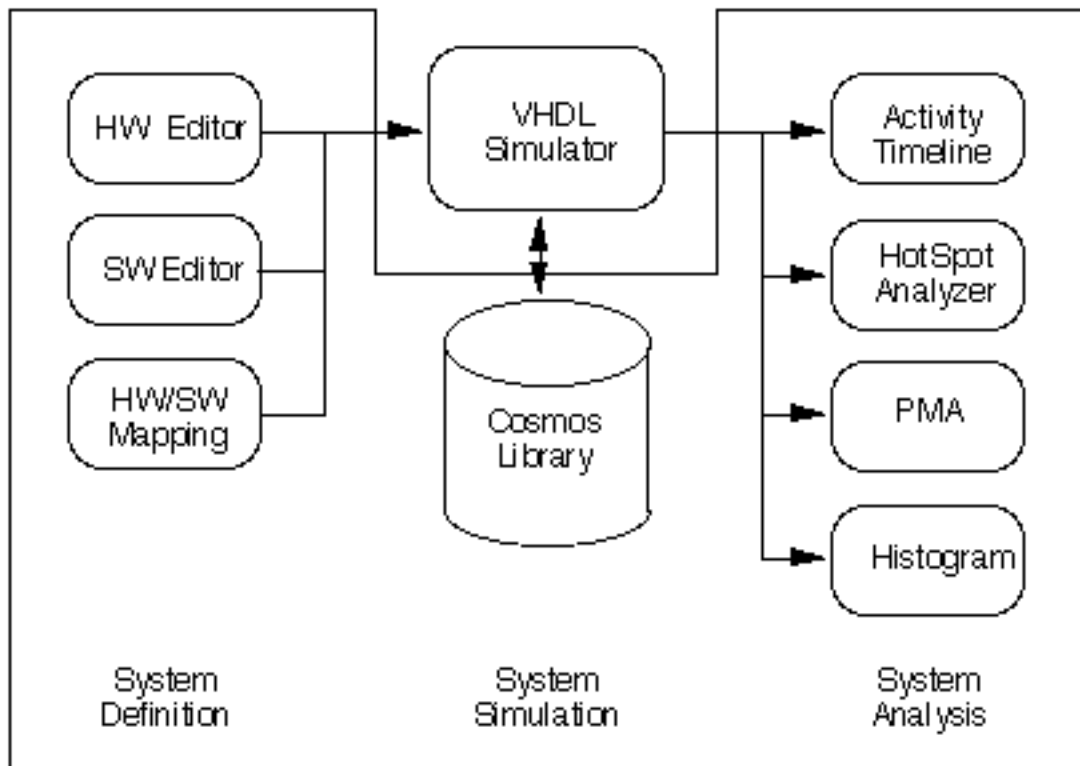 HW Editor
SW Editor
HW/SW
Mapping
VHDL
Simulator
Cosmos
Library
Activity
Timeline
HotSpot
Analyzer
PMA
Histogram
System
Definition
System
Simulation
System
Analysis